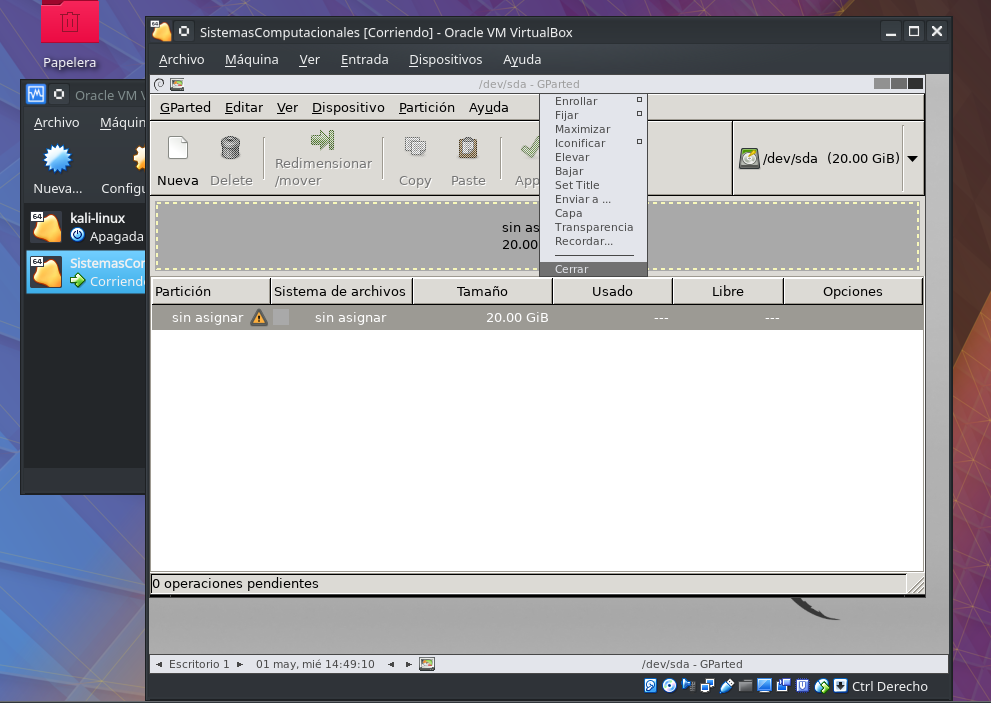 Papelera
SistemasComputacionales [Corriendo] - Oracle VM VirtualBox
Archivo Máquina Ver Entrada Dispositivos Ayuda
Oracle VM V
Archivo Máquin
Nueva... Configu
64
kali-linux
Apagada
64
SistemasCor
Corriend
/dev/sda - GParted
GParted Editar Ver Dispositivo Partición Ayuda
Nueva
Delete
Redimensionar
/mover
Copy
Paste
App
/dev/sda (20.00 GiB)
Enrollar
Fijar
Maximizar
Iconificar
Elevar
Bajar
Set Title
Enviar a ...
Capa
Transparencia
Recordar...
Cerrar
sin as
20.00
Partición Sistema de archivos Tamaño Usado Libre Opciones
sin asignar sin asignar 20.00 GiB --- ---
0 operaciones pendientes
Escritorio 1 01 may, mié 14:49:10 /dev/sda - GParted
Ctrl Derecho